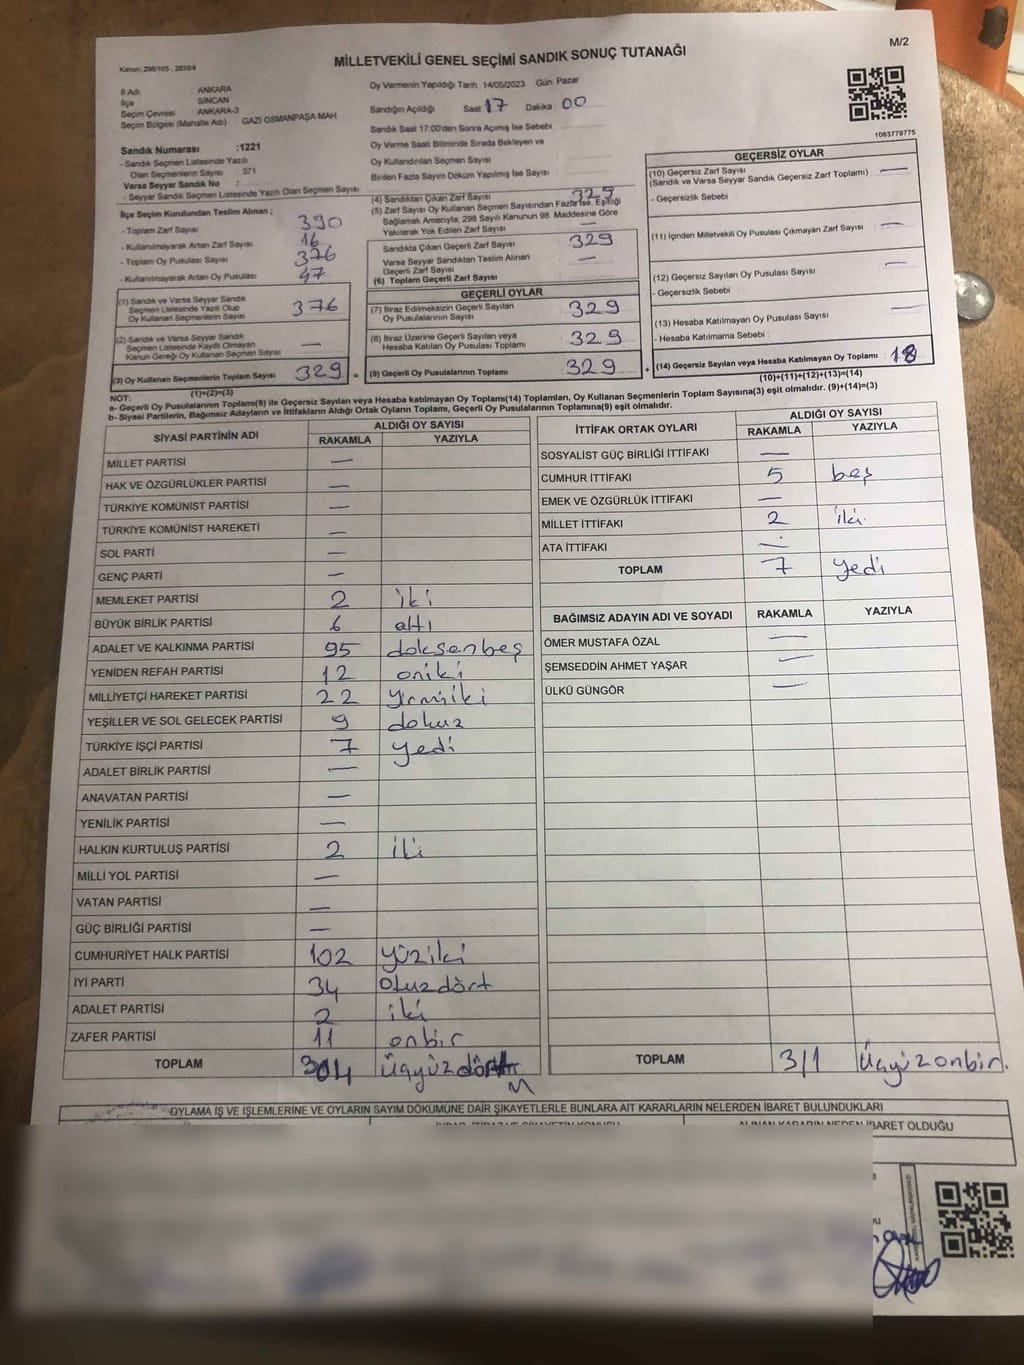 M/2
Kanun: 298/105 , 2839/4
MİLLETVEKİLİ GENEL SEÇİMİ SANDIK SONUÇ TUTANAĞI
1083779775
İl Adı : ANKARA
İlçe : SİNCAN
Seçim Çevresi : ANKARA-3
Seçim Bölgesi (Mahalle Adı) : GAZİ OSMANPAŞA MAH
Sandık Numarası :1221
- Sandık Seçmen Listesinde Yazılı
Olan Seçmenlerin Sayısı : 371
Varsa Seyyar Sandık No :
- Seyyar Sandık Seçmen Listesinde Yazılı Olan Seçmen Sayısı
Oy Vermenin Yapıldığı Tarih :14/05/2023 Gün: Pazar
Sandığın Açıldığı Saat 17 Dakika : 00
Sandık Saat 17:00'den Sonra Açılmış İse Sebebi
Oy Verme Saati Bitiminde Sırada Bekleyen ve
Oy Kullandırılan Seçmen Sayısı
Birden Fazla Sayım Döküm Yapılmış İse Sayısı
İlçe Seçim Kurulundan Teslim Alınan ;
- Toplam Zarf Sayısı : 390
- Kullanılmayarak Artan Zarf Sayısı : 16
- Toplam Oy Pusulası Sayısı : 376
- Kullanılmayarak Artan Oy Pusulası : 47
(1) Sandık ve Varsa Seyyar Sandık
Seçmen Listesinde Yazılı Olup
Oy Kullanan Seçmenlerin Sayısı : 376
(2) Sandık ve Varsa Seyyar Sandık
Seçmen Listesinde Kayıtlı Olmayan
Kanun Gereği Oy Kullanan Seçmen Sayısı : —
(3) Oy Kullanan Seçmenlerin Toplam Sayısı : 329
(1)+(2)=(3)
(4) Sandıktan Çıkan Zarf Sayısı 329
(5) Zarf Sayısı Oy Kullanan Seçmen Sayısından Fazla İse, Eşitliği
Sağlamak Amacıyla, 298 Sayılı Kanunun 98. Maddesine Göre
Yakılarak Yok Edilen Zarf Sayısı —
Sandıkta Çıkan Geçerli Zarf Sayısı : 329
Varsa Seyyar Sandıktan Teslim Alınan
Geçerli Zarf Sayısı : —
(6) Toplam Geçerli Zarf Sayısı :
GEÇERLİ OYLAR
(7) İtiraz Edilmeksizin Geçerli Sayılan
Oy Pusulalarının Sayısı : 329
(8) İtiraz Üzerine Geçerli Sayılan veya
Hesaba Katılan Oy Pusulası Toplamı : 329
= (9) Geçerli Oy Pusulalarının Toplamı : 329 +
GEÇERSİZ OYLAR
(10) Geçersiz Zarf Sayısı
(Sandık ve Varsa Seyyar Sandık Geçersiz Zarf Toplamı) : —
- Geçersizlik Sebebi :
(11) İçinden Milletvekili Oy Pusulası Çıkmayan Zarf Sayısı : —
(12) Geçersiz Sayılan Oy Pusulası Sayısı : —
- Geçersizlik Sebebi :
(13) Hesaba Katılmayan Oy Pusulası Sayısı : —
- Hesaba Katılmama Sebebi :
(14) Geçersiz Sayılan veya Hesaba Katılmayan Oy Toplamı : 18
(10)+(11)+(12)+(13)=(14)
NOT:
a- Geçerli Oy Pusulalarının Toplamı(9) ile Geçersiz Sayılan veya Hesaba Katılmayan Oy Toplamı(14) Toplamları, Oy Kullanan Seçmenlerin Toplam Sayısına(3) eşit olmalıdır. (9)+(14)=(3)
b- Siyasi Partilerin, Bağımsız Adayların ve İttifakların Aldığı Ortak Oyların Toplamı, Geçerli Oy Pusulalarının Toplamına(9) eşit olmalıdır.
SİYASİ PARTİNİN ADI ALDIĞI OY SAYISI
RAKAMLA YAZIYLA
MİLLET PARTİSİ —
HAK VE ÖZGÜRLÜKLER PARTİSİ —
TÜRKİYE KOMÜNİST PARTİSİ —
TÜRKİYE KOMÜNİST HAREKETİ —
SOL PARTİ —
GENÇ PARTİ —
MEMLEKET PARTİSİ 2 iki
BÜYÜK BİRLİK PARTİSİ 6 altı
ADALET VE KALKINMA PARTİSİ 95 doksanbeş
YENİDEN REFAH PARTİSİ 12 oniki
MİLLİYETÇİ HAREKET PARTİSİ 22 yirmiiki
YEŞİLLER VE SOL GELECEK PARTİSİ 9 dokuz
TÜRKİYE İŞÇİ PARTİSİ 7 yedi
ADALET BİRLİK PARTİSİ —
ANAVATAN PARTİSİ —
YENİLİK PARTİSİ —
HALKIN KURTULUŞ PARTİSİ 2 iki
MİLLİ YOL PARTİSİ —
VATAN PARTİSİ —
GÜÇ BİRLİĞİ PARTİSİ —
CUMHURİYET HALK PARTİSİ 102 yüziki
İYİ PARTİ 34 otuzdört
ADALET PARTİSİ 2 iki
ZAFER PARTİSİ 11 onbir
TOPLAM 304 üçyüzdört
İTTİFAK ORTAK OYLARI ALDIĞI OY SAYISI
RAKAMLA YAZIYLA
SOSYALİST GÜÇ BİRLİĞİ İTTİFAKI —
CUMHUR İTTİFAKI 5 beş
EMEK VE ÖZGÜRLÜK İTTİFAKI —
MİLLET İTTİFAKI 2 iki
ATA İTTİFAKI —
TOPLAM 7 yedi
BAĞIMSIZ ADAYIN ADI VE SOYADI RAKAMLA YAZIYLA
ÖMER MUSTAFA ÖZAL —
ŞEMSEDDİN AHMET YAŞAR —
ÜLKÜ GÜNGÖR —
TOPLAM 311 üçyüzonbir.
OYLAMA İŞ VE İŞLEMLERİNE VE OYLARIN SAYIM DÖKÜMÜNE DAİR ŞİKAYETLERLE BUNLARA AİT KARARLARIN NELERDEN İBARET BULUNDUKLARI
ALINAN KARARIN NEDEN İBARET OLDUĞU